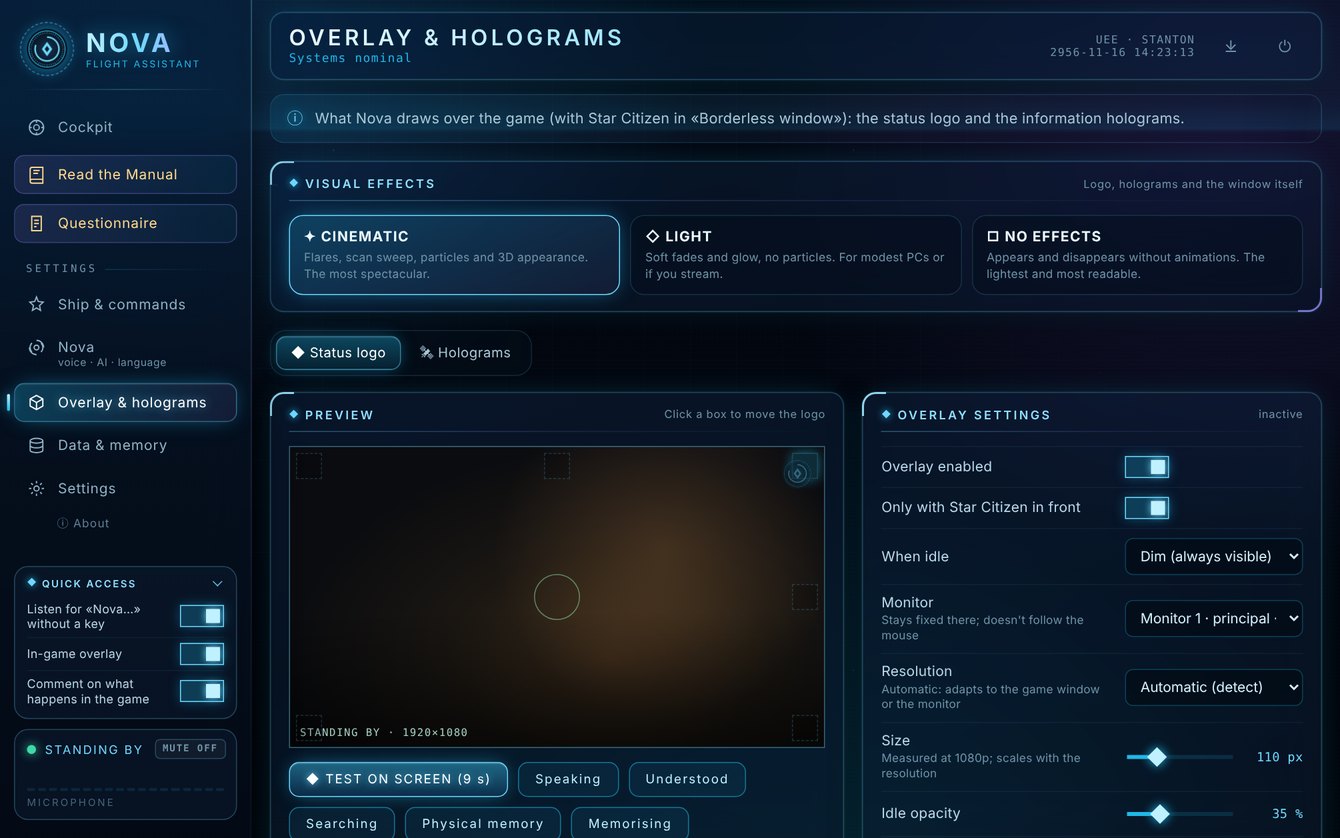 NOVA
FLIGHT ASSISTANT
Cockpit
Read the Manual
Questionnaire
SETTINGS
Ship & commands
Nova
voice · AI · language
Overlay & holograms
Data & memory
Settings
ⓘ About
QUICK ACCESS
Listen for «Nova…»
without a key
In-game overlay
Comment on what
happens in the game
STANDING BY
MUTE OFF
MICROPHONE
OVERLAY & HOLOGRAMS
Systems nominal
UEE · STANTON
2956-11-16 14:23:13
What Nova draws over the game (with Star Citizen in «Borderless window»): the status logo and the information holograms.
VISUAL EFFECTS
Logo, holograms and the window itself
CINEMATIC
Flares, scan sweep, particles and 3D appearance.
The most spectacular.
LIGHT
Soft fades and glow, no particles. For modest PCs or
if you stream.
NO EFFECTS
Appears and disappears without animations. The
lightest and most readable.
Status logo
Holograms
PREVIEW
Click a box to move the logo
STANDING BY · 1920×1080
TEST ON SCREEN (9 s)
Speaking
Understood
Searching
Physical memory
Memorising
OVERLAY SETTINGS
inactive
Overlay enabled
Only with Star Citizen in front
When idle
Dim (always visible)
Monitor
Stays fixed there; doesn't follow the
mouse
Monitor 1 · principal ·
Resolution
Automatic: adapts to the game window
or the monitor
Automatic (detect)
Size
Measured at 1080p; scales with the
resolution
110 px
Idle opacity
35 %